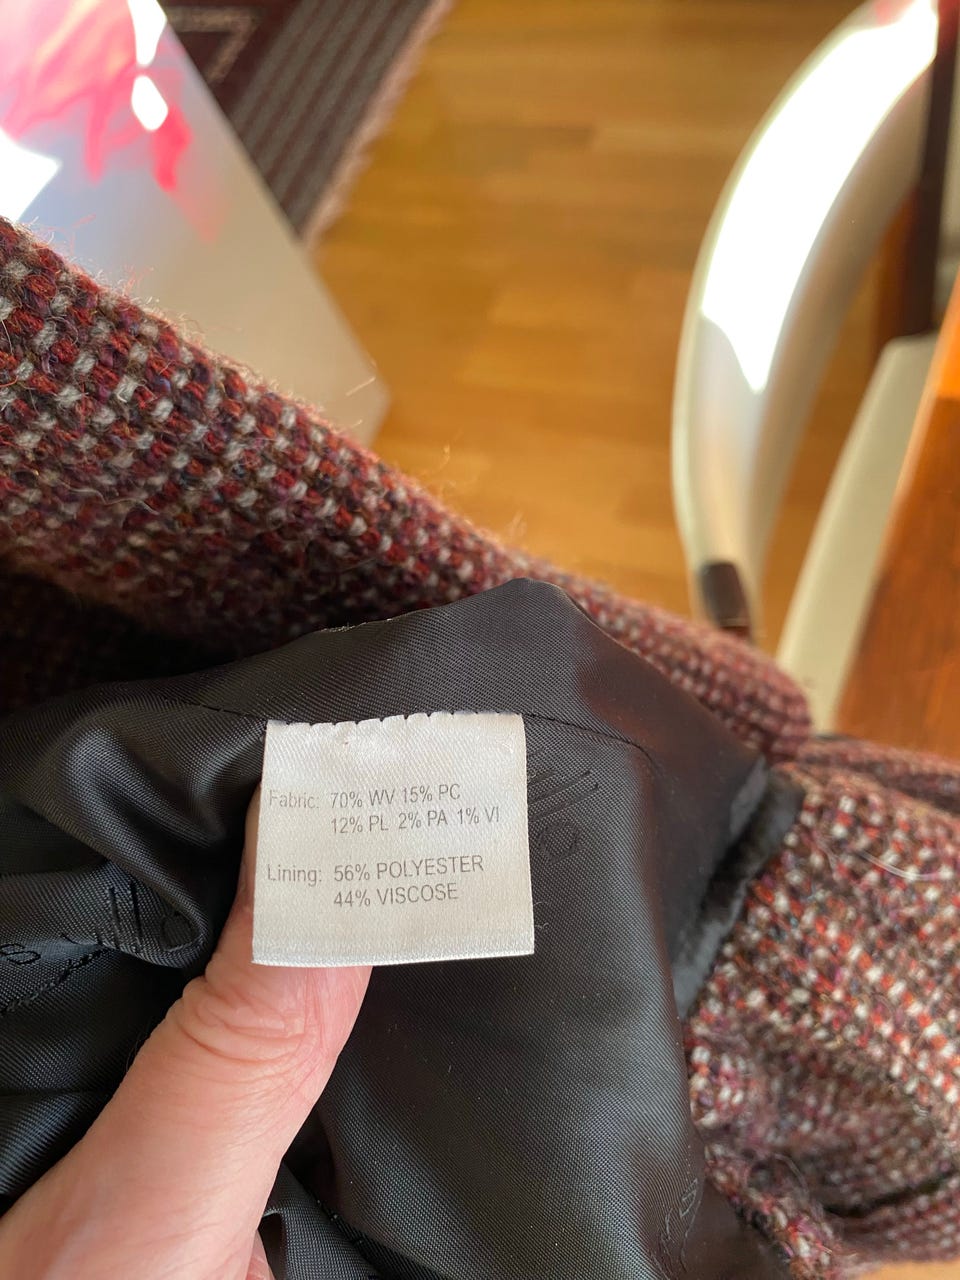 Fabric: 70% WV 15% PC
12% PL 2% PA 1% VI
Lining: 56% POLYESTER
44% VISCOSE